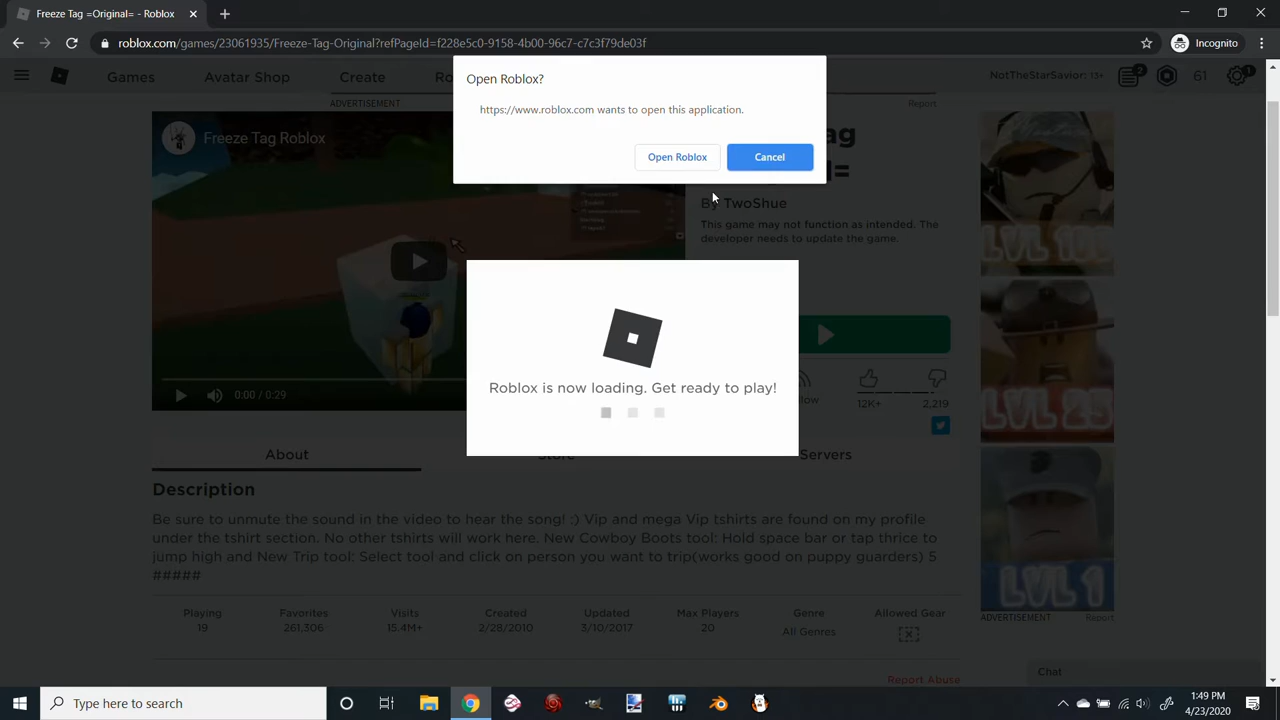 Freeze Tag =Original= - Roblox
roblox.com/games/23061935/Freeze-Tag-Original?refPageId=f228e5c0-9158-4b00-96c7-c7c3f79de03f
Incognito
Games
Avatar Shop
Create
Ro
NotTheStarSavior: 13+
2
61
1
Open Roblox?
https://www.roblox.com wants to open this application.
Open Roblox
Cancel
ADVERTISEMENT
Report
Freeze Tag Roblox
By TwoShue
This game may not function as intended. The
developer needs to update the game.
Roblox is now loading. Get ready to play!
0:00 / 0:29
12K+
2,219
LVL 25
LVL 1
About
Store
Servers
Description
Be sure to unmute the sound in the video to hear the song! :) Vip and mega Vip tshirts are found on my profile
under the tshirt section. No other tshirts will work here. New Cowboy Boots tool: Hold space bar or tap thrice to
jump high and New Trip tool: Select tool and click on person you want to trip(works good on puppy guarders) 5
#####
Playing
Favorites
Visits
Created
Updated
Max Players
Genre
Allowed Gear
19
261,306
15.4M+
2/28/2010
3/10/2017
20
All Genres
ADVERTISEMENT
Report
Report Abuse
Chat
Type here to search
1:49 PM
4/23/2020